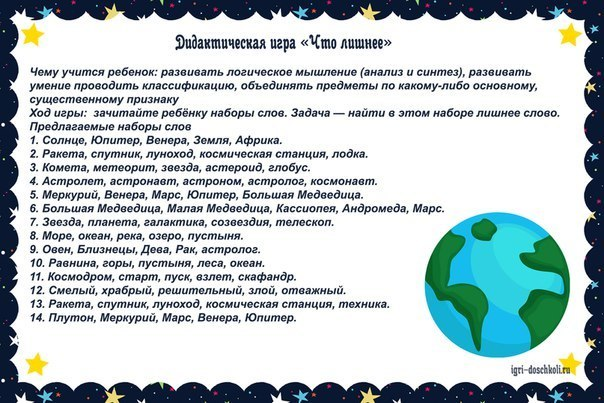 Дидактическая игра «Что лишнее»
Чему учится ребенок: развивать логическое мышление (анализ и синтез), развивать
умение проводить классификацию, объединять предметы по какому-либо основному,
существенному признаку
Ход игры:  зачитайте ребёнку наборы слов. Задача — найти в этом наборе лишнее слово.
Предлагаемые наборы слов
1. Солнце, Юпитер, Венера, Земля, Африка.
2. Ракета, спутник, луноход, космическая станция, лодка.
3. Комета, метеорит, звезда, астероид, глобус.
4. Астролет, астронавт, астроном, астролог, космонавт.
5. Меркурий, Венера, Марс, Юпитер, Большая Медведица.
6. Большая Медведица, Малая Медведица, Кассиопея, Андромеда, Марс.
7. Звезда, планета, галактика, созвездия, телескоп.
8. Море, океан, река, озеро, пустыня.
9. Овен, Близнецы, Дева, Рак, астролог.
10. Равнина, горы, пустыня, леса, океан.
11. Космодром, старт, пуск, взлет, скафандр.
12. Смелый, храбрый, решительный, злой, отважный.
13. Ракета, спутник, луноход, космическая станция, техника.
14. Плутон, Меркурий, Марс, Венера, Юпитер.
igri-doschkoli.ru